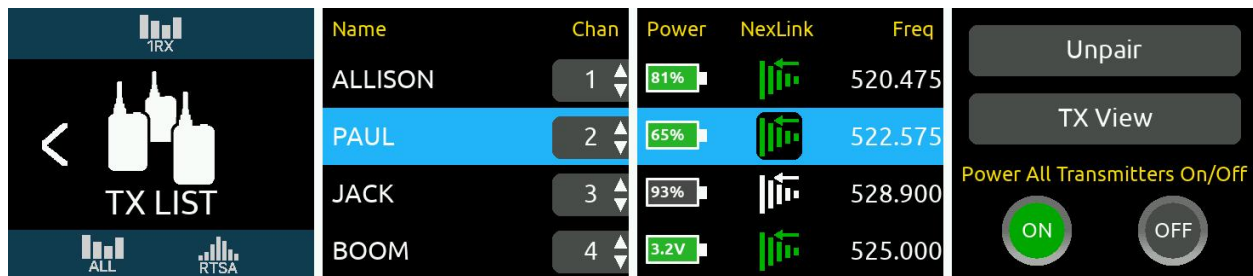 1RX
TX LIST
ALL RTSA
Name Chan Power NexLink Freq
ALLISON 1 81% 520.475
PAUL 2 65% 522.575
JACK 3 93% 528.900
BOOM 4 3.2V 525.000
Unpair
TX View
Power All Transmitters On/Off
ON OFF